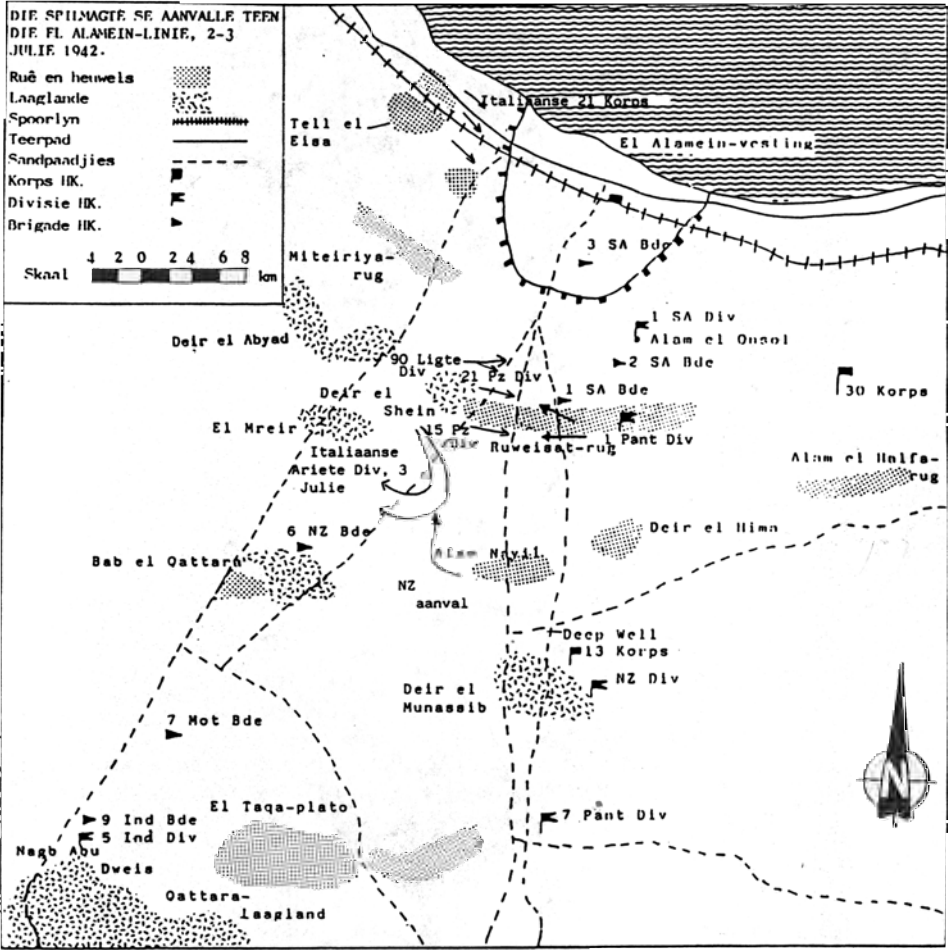 DIE SPILMAGTE SE AANVALLE TEEN
DIE EL ALAMEIN-LINIE, 2-3
JULIE 1942.
Ruê en heuwels
Laaglande
Spoorlyn
Teerpad
Sandpaadjies
Korps HK.
Divisie HK.
Brigade HK.
Skaal 4 2 0 2 4 6 8 km
Italiaanse 21 Korps
Tell el
Eisa
El Alamein-vesting
3 SA Bde
Miteiriya-
rug
1 SA Div
Alam el Onsol
Deir el Abyad
90 Ligte
Div
2 SA Bde
21 Pz Div
1 SA Bde
30 Korps
Deir el
Shein
El Mreir
15 Pz
Div
1 Pant Div
Ruweisat-rug
Italiaanse
Ariete Div, 3
Julie
Alam el Halfa-
rug
6 NZ Bde
Deir el Hima
Bab el Qattara
Alam Nayil
NZ
aanval
Deep Well
13 Korps
NZ Div
Deir el
Munassib
7 Mot Bde
N
El Taqa-plato
7 Pant Div
9 Ind Bde
5 Ind Div
Naqb Abu
Dweis
Qattara-
laagland